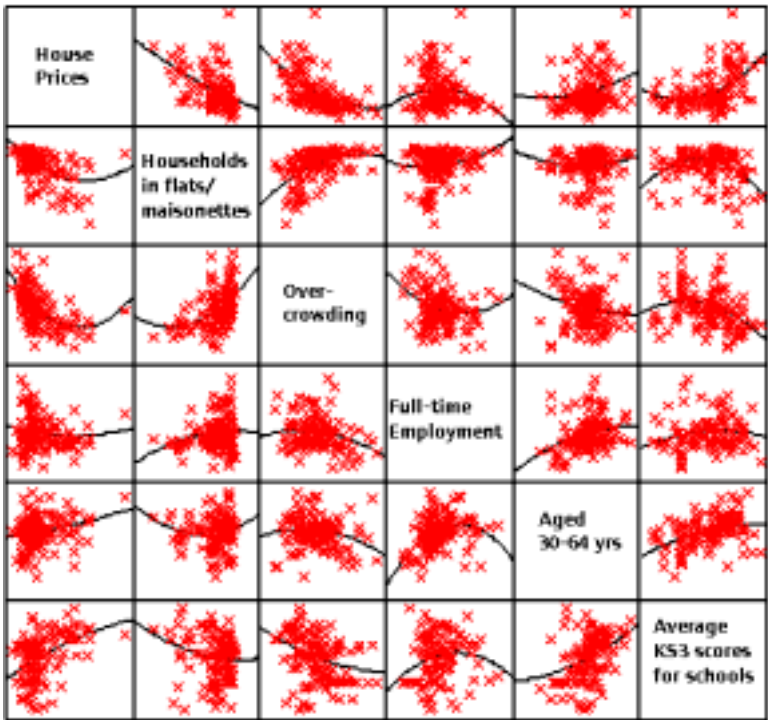 House
Prices
Households
in flats/
maisonettes
Over-
crowding
Full-time
Employment
Aged
30-64 yrs
Average
KS3 scores
for schools